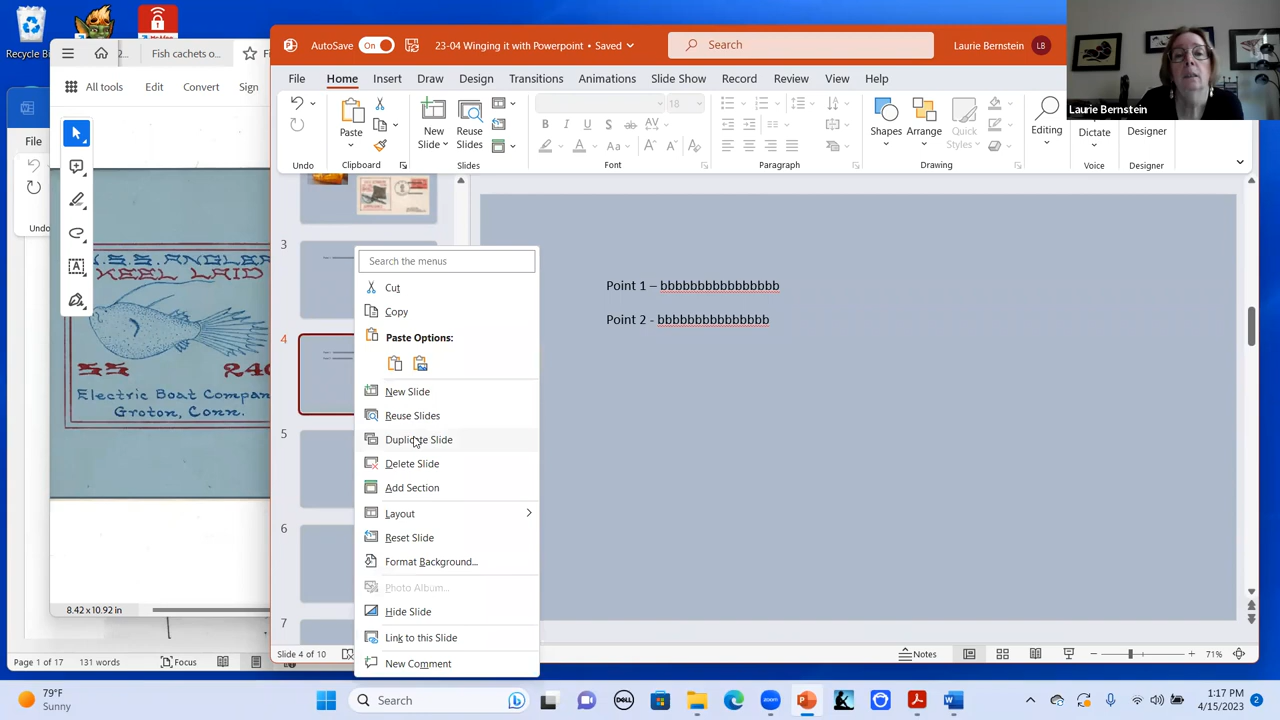 Recycle Bin
Fish cachets o...
All tools
Edit
Convert
Sign
File
Undo
U.S.S. ANGLER
KEEL LAID
SS
240
Electric Boat Compan
Groton, Conn.
8.42 x 10.92 in
Page 1 of 17
131 words
Focus
AutoSave
On
23-04 Winging it with Powerpoint • Saved
Search
Laurie Bernstein
LB
File
Home
Insert
Draw
Design
Transitions
Animations
Slide Show
Record
Review
View
Help
Paste
New
Slide
Reuse
Slides
18
Shapes
Arrange
Quick
Styles
Editing
Dictate
Designer
Undo
Clipboard
Slides
Font
Paragraph
Drawing
Voice
Designer
Laurie Bernstein
3
4
5
6
7
Search the menus
Cut
Copy
Paste Options:
New Slide
Reuse Slides
Duplicate Slide
Delete Slide
Add Section
Layout
Reset Slide
Format Background...
Photo Album...
Hide Slide
Link to this Slide
New Comment
Point 1 – bbbbbbbbbbbbbbbb
Point 2 - bbbbbbbbbbbbbbb
Slide 4 of 10
Notes
71%
79°F
Sunny
Search
1:17 PM
4/15/2023
2